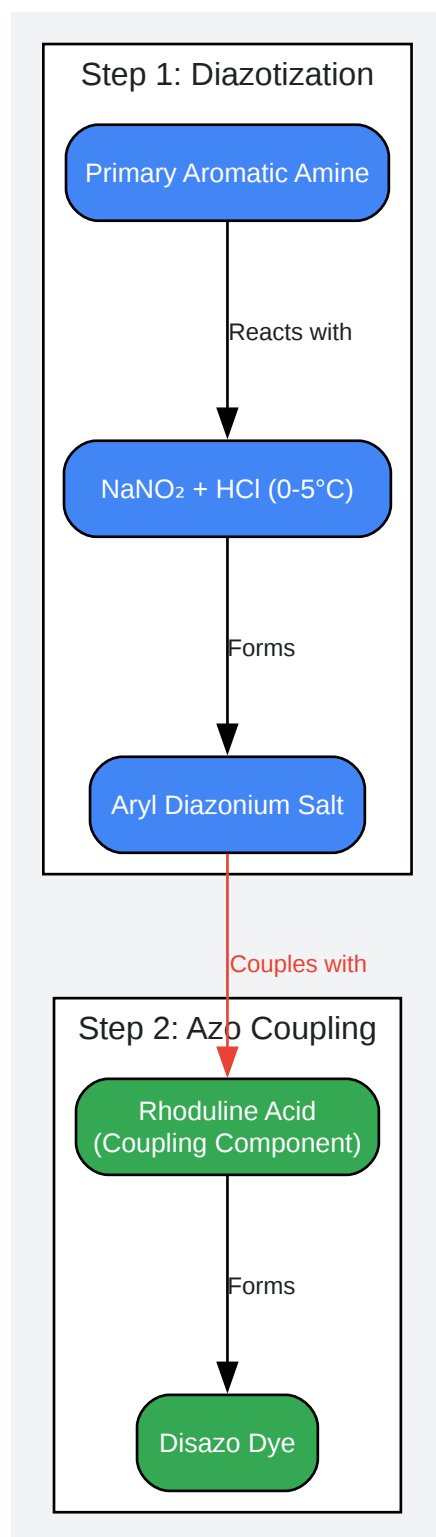 Step 1: Diazotization
Primary Aromatic Amine
Reacts with
NaNO₂ + HCl (0-5°C)
Forms
Aryl Diazonium Salt
Couples with
Step 2: Azo Coupling
Rhoduline Acid
(Coupling Component)
Forms
Disazo Dye